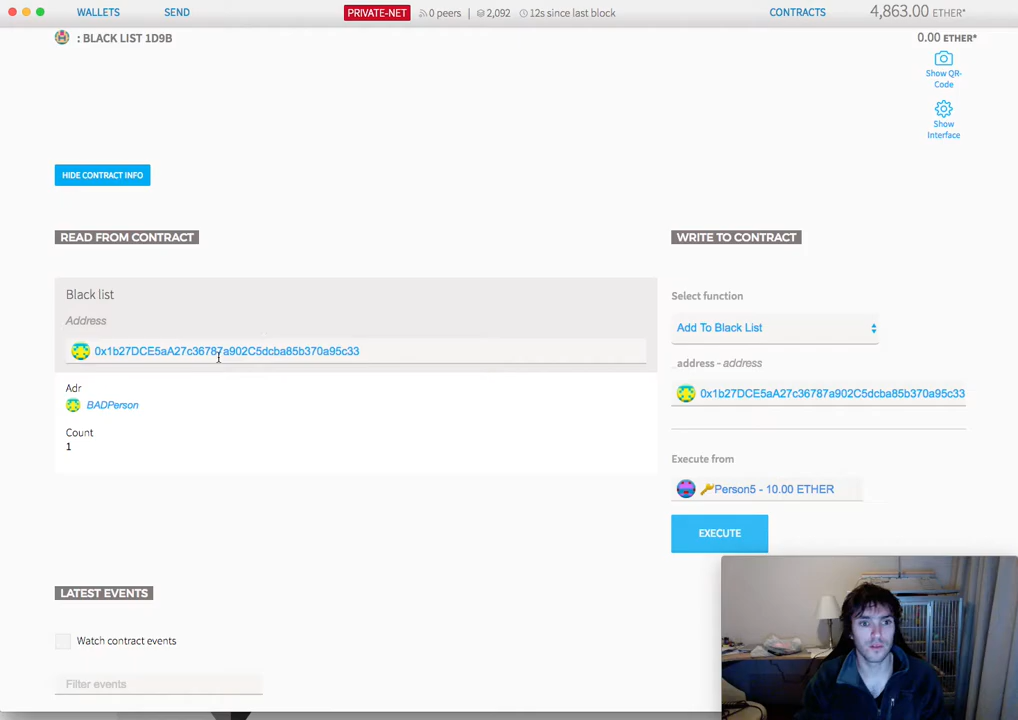 WALLETS SEND PRIVATE-NET 0 peers | 2,092 12s since last block CONTRACTS 4,863.00 ETHER*
: BLACK LIST 1D9B 0.00 ETHER*
Show QR-
Code
Show
Interface
HIDE CONTRACT INFO
READ FROM CONTRACT
Black list
Address
0x1b27DCE5aA27c36787a902C5dcba85b370a95c33
Adr
BADPerson
Count
1
WRITE TO CONTRACT
Select function
Add To Black List
address - address
0x1b27DCE5aA27c36787a902C5dcba85b370a95c33
Execute from
Person5 - 10.00 ETHER
EXECUTE
LATEST EVENTS
Watch contract events
Filter events